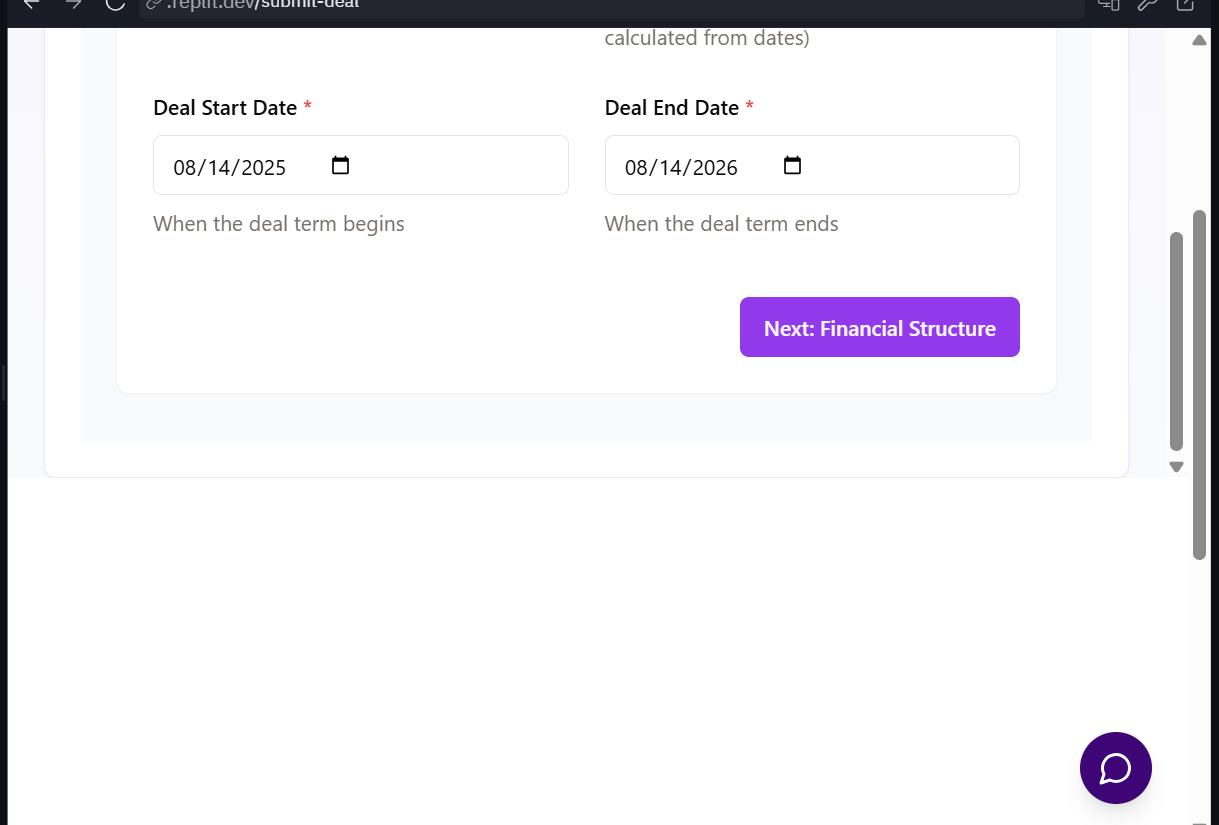 .replit.dev/submit-deal
calculated from dates)
Deal Start Date * Deal End Date *
08/14/2025 08/14/2026
When the deal term begins When the deal term ends
Next: Financial Structure